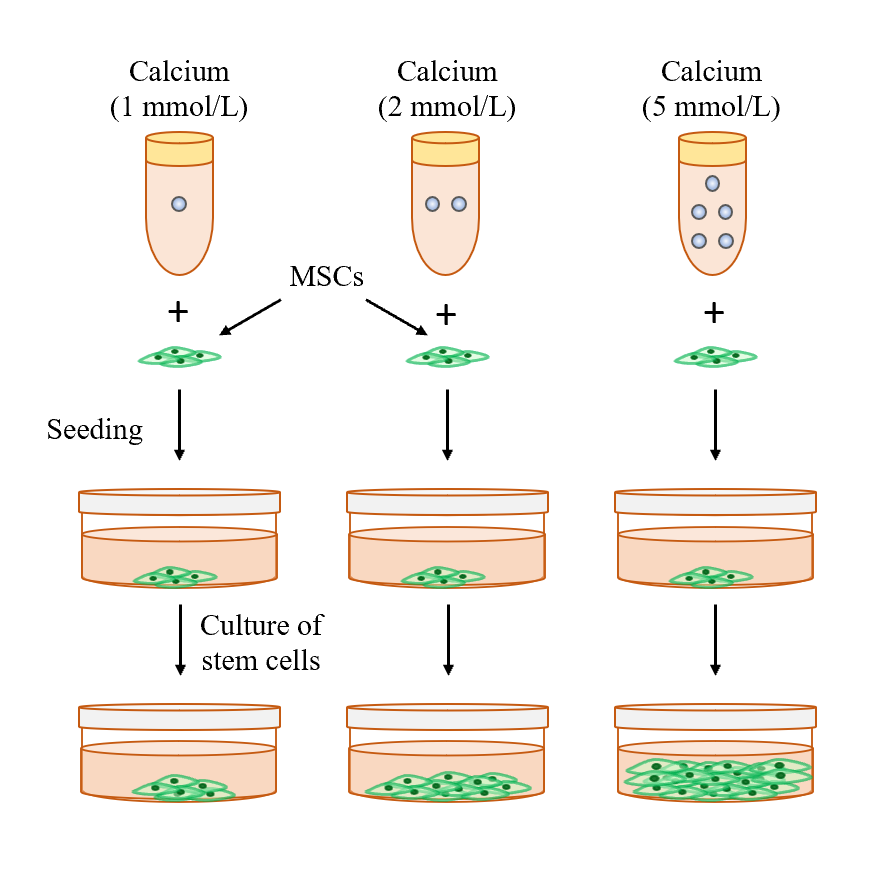 Calcium
(1 mmol/L)
Calcium
(2 mmol/L)
Calcium
(5 mmol/L)
MSCs
+
+
+
Seeding
Culture of
stem cells